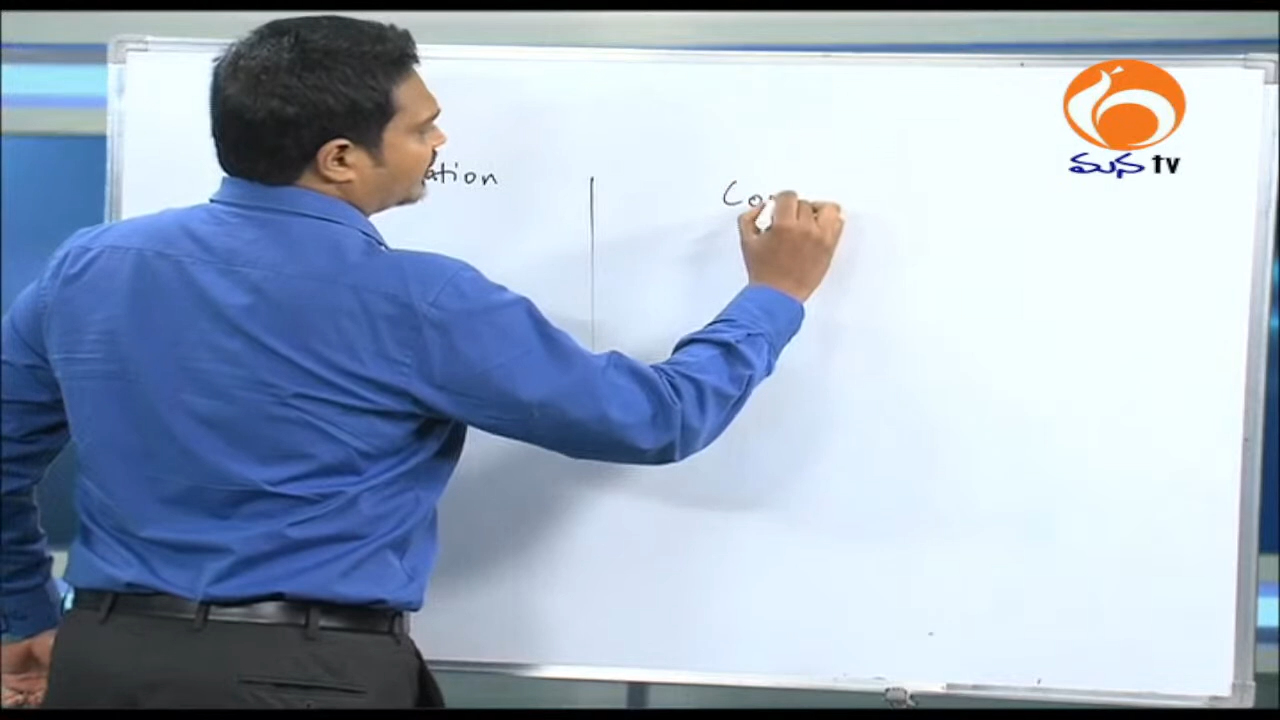 ation
Co
మన tv